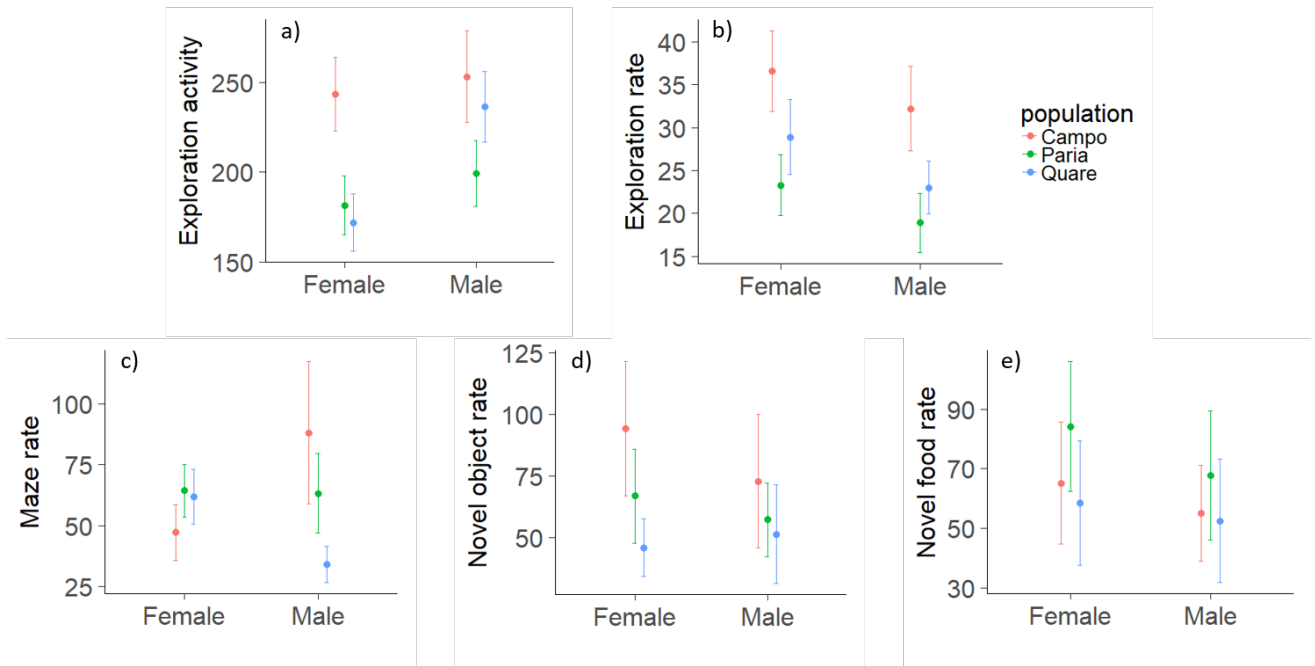 a)
Exploration activity
250
200
150
Female Male
b)
Exploration rate
40
35
30
25
20
15
Female Male
population
Campo
Paria
Quare
c)
Maze rate
100
75
50
25
Female Male
d)
Novel object rate
125
100
75
50
Female Male
e)
Novel food rate
90
70
50
30
Female Male